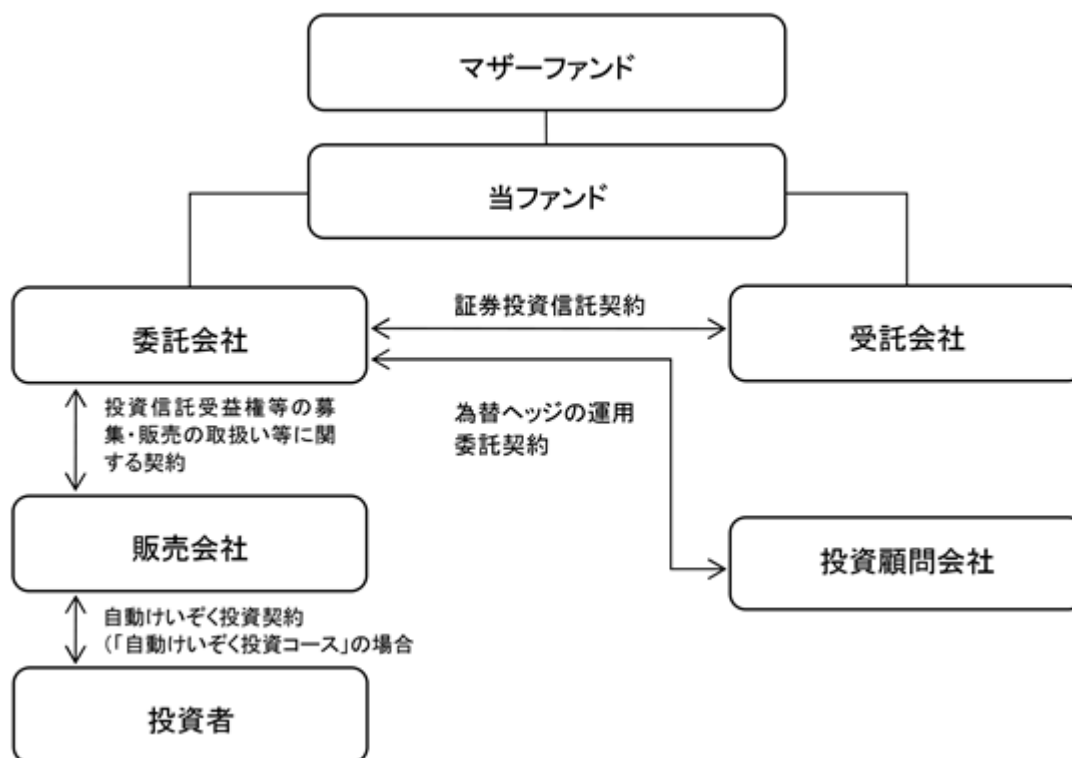 マザーファンド
当ファンド
証券投資信託契約
委託会社
受託会社
投資信託受益権等の募
集・販売の取扱い等に関
する契約
為替ヘッジの運用
委託契約
販売会社
投資顧問会社
自動けいぞく投資契約
(「自動けいぞく投資コース」の場合
投資者